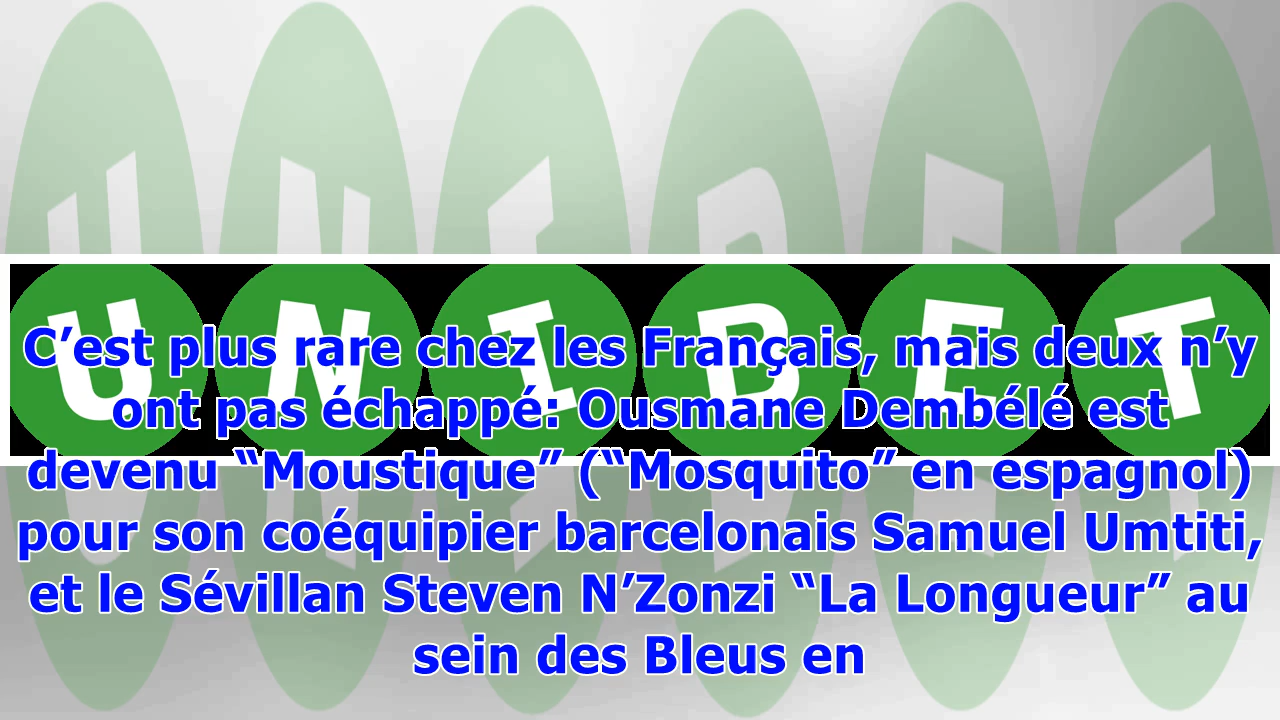 UNIBET
C’est plus rare chez les Français, mais deux n’y
ont pas échappé: Ousmane Dembélé est
devenu “Moustique” (“Mosquito” en espagnol)
pour son coéquipier barcelonais Samuel Umtiti,
et le Sévillan Steven N’Zonzi “La Longueur” au
sein des Bleus en